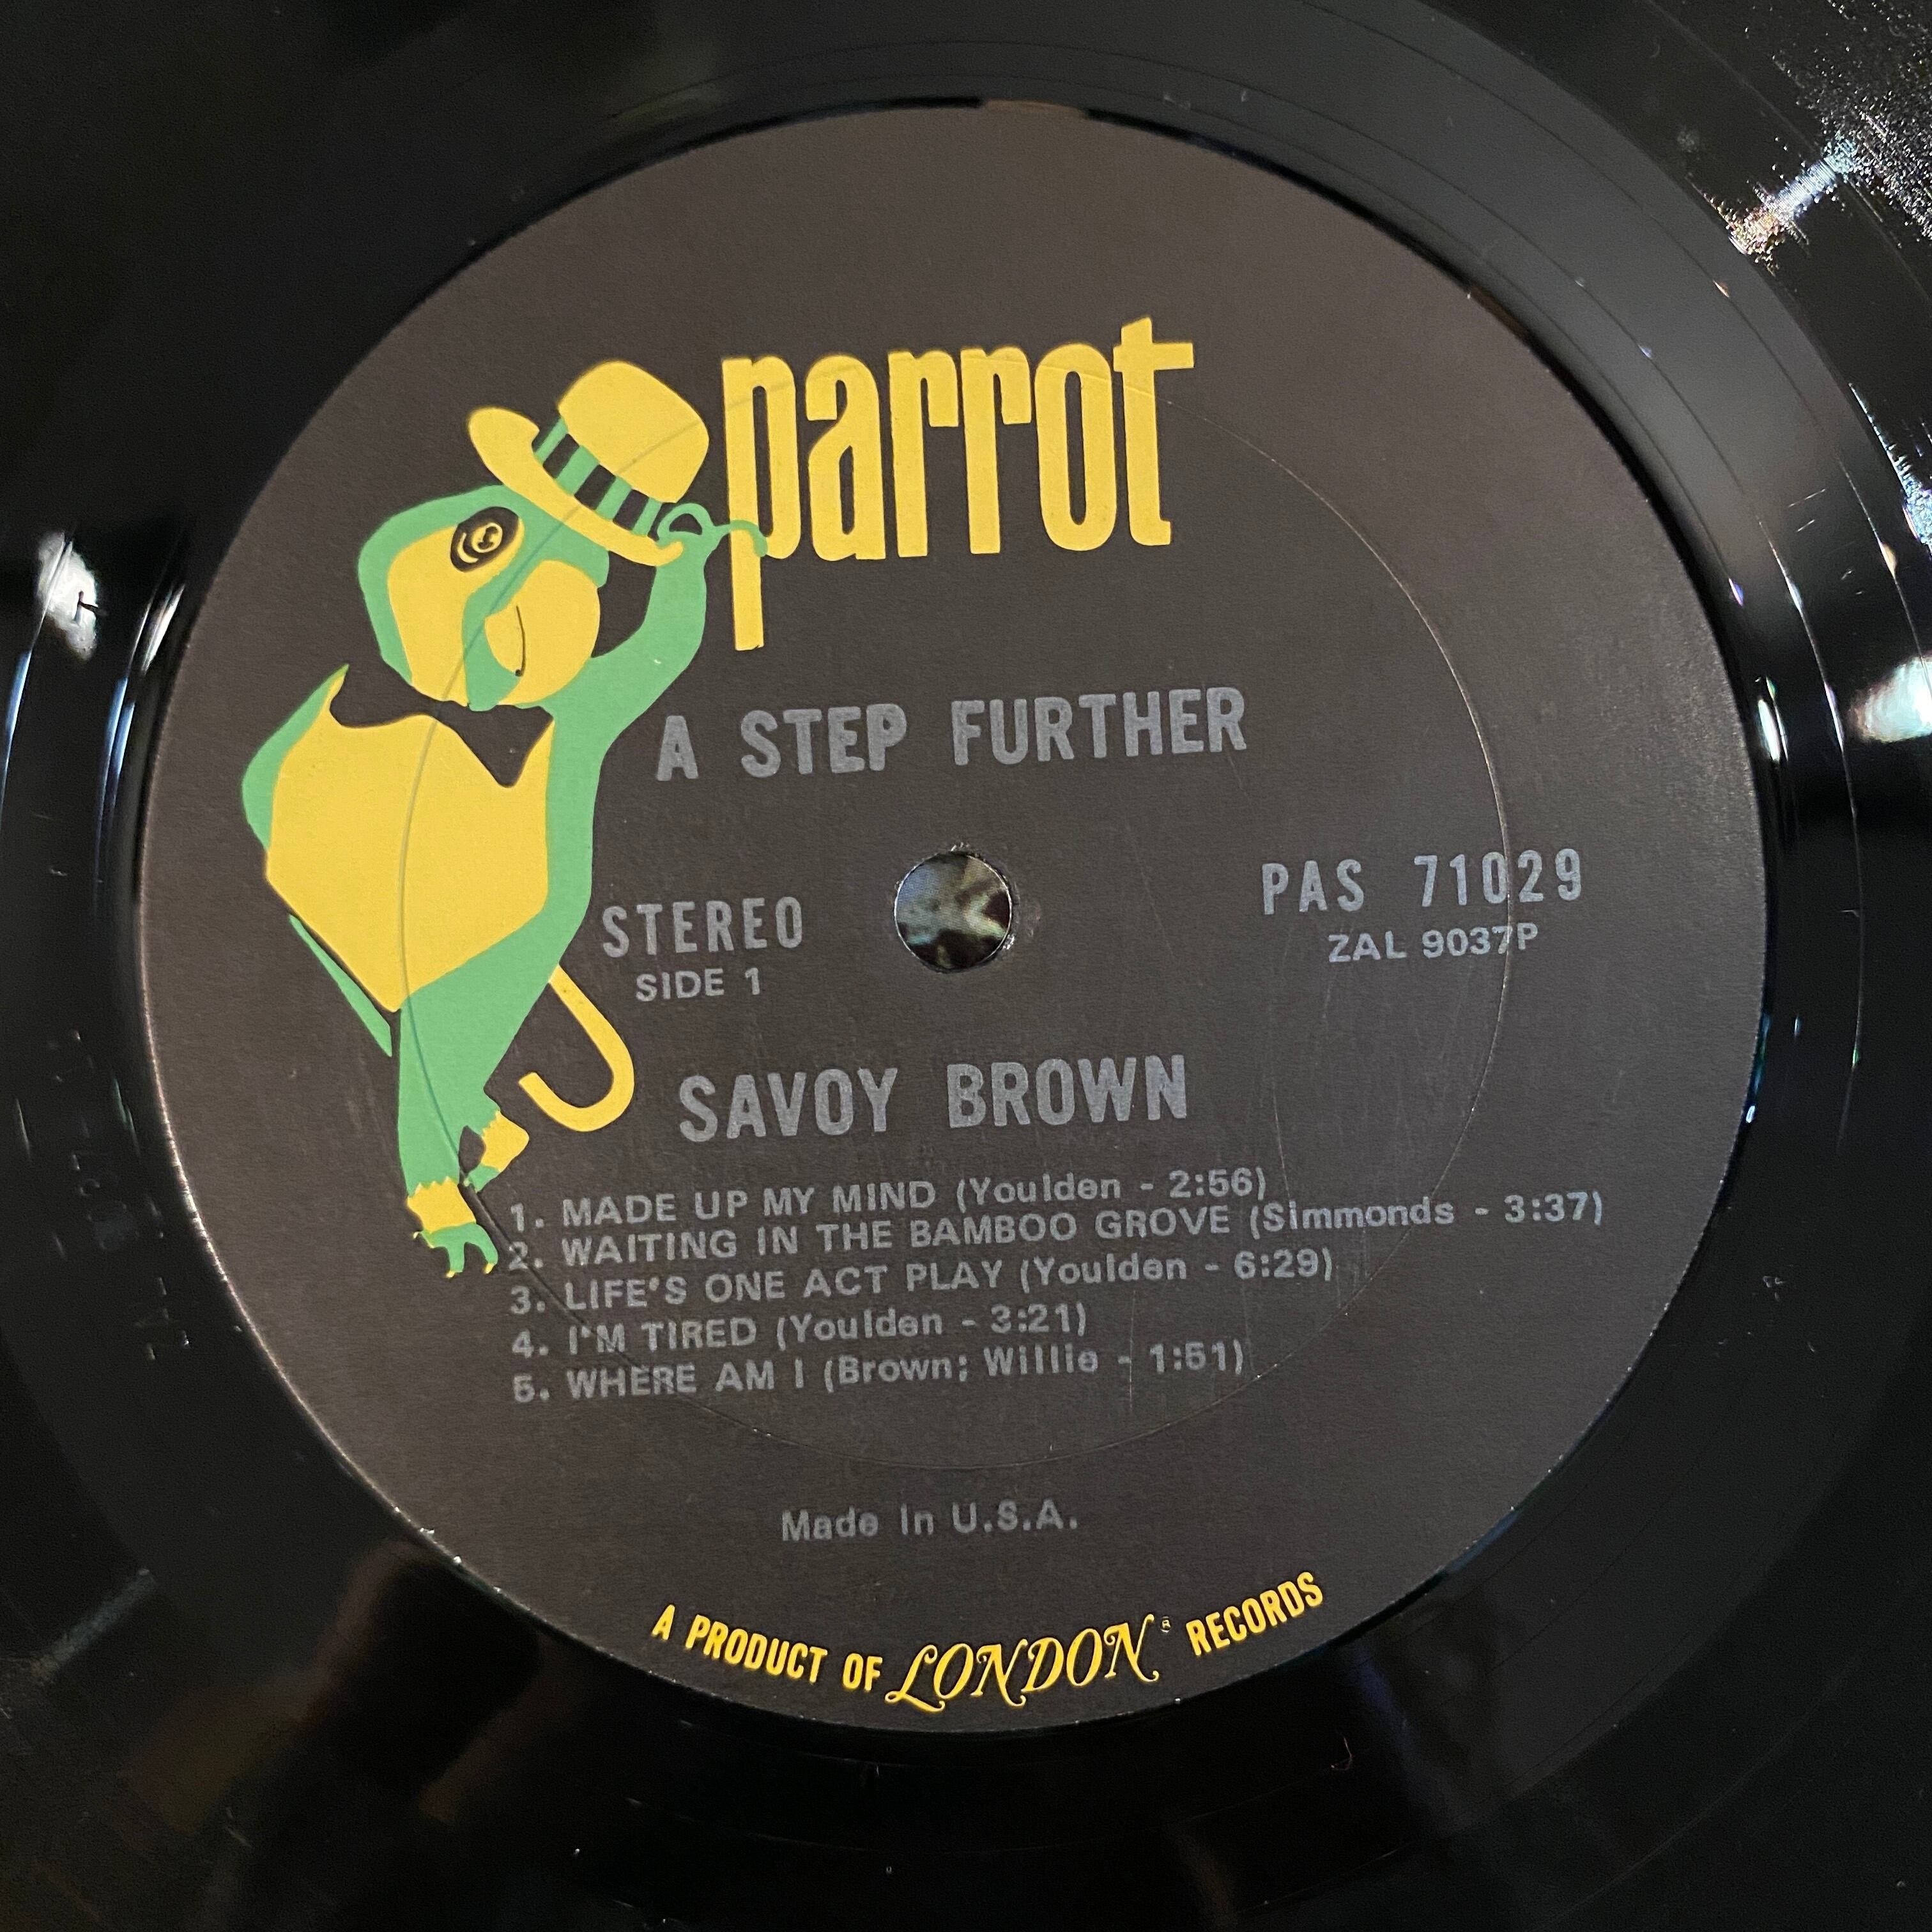 parrot
A STEP FURTHER
STEREO
SIDE 1
PAS 71029
ZAL 9037P
SAVOY BROWN
1. MADE UP MY MIND (Youlden - 2:56)
2. WAITING IN THE BAMBOO GROVE (Simmonds - 3:37)
3. LIFE'S ONE ACT PLAY (Youlden - 6:29)
4. I'M TIRED (Youlden - 3:21)
5. WHERE AM I (Brown; Willie - 1:51)
Made In U.S.A.
A PRODUCT OF LONDON® RECORDS